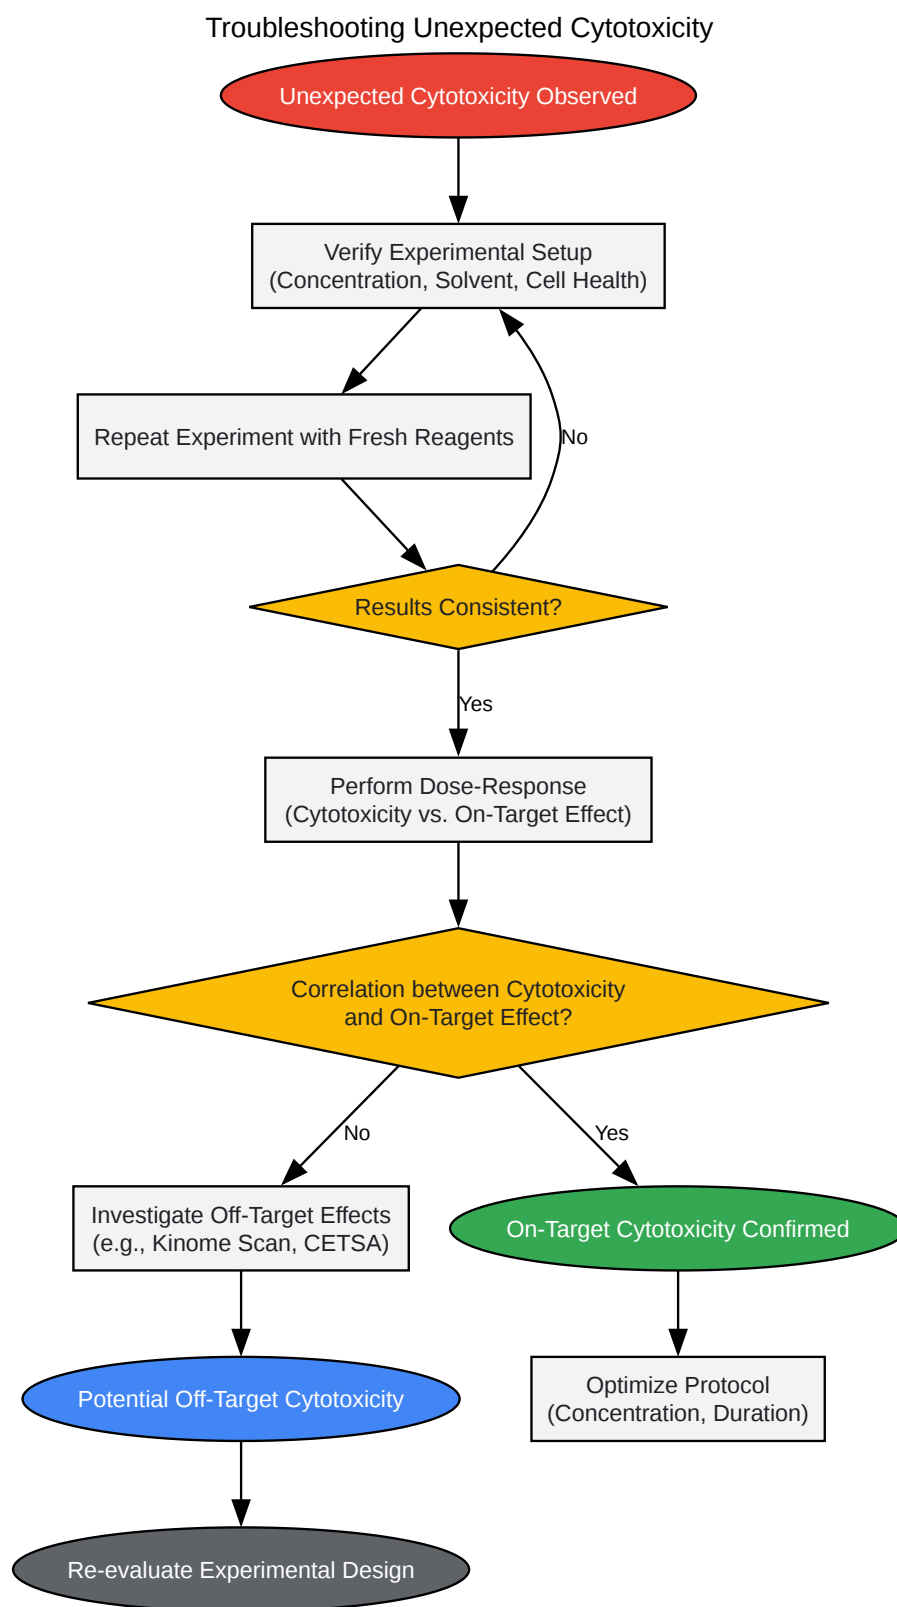 Troubleshooting Unexpected Cytotoxicity
Unexpected Cytotoxicity Observed
Verify Experimental Setup
(Concentration, Solvent, Cell Health)
Repeat Experiment with Fresh Reagents
No
Results Consistent?
Yes
Perform Dose-Response
(Cytotoxicity vs. On-Target Effect)
Correlation between Cytotoxicity
and On-Target Effect?
No
Yes
Investigate Off-Target Effects
(e.g., Kinome Scan, CETSA)
On-Target Cytotoxicity Confirmed
Potential Off-Target Cytotoxicity
Optimize Protocol
(Concentration, Duration)
Re-evaluate Experimental Design